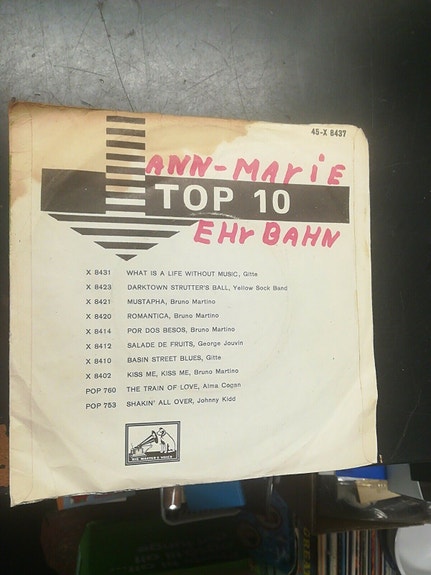 45-X 8437
ANN-MARiE
TOP 10
EHrBAHN
X 8431 WHAT IS A LIFE WITHOUT MUSIC, Gitte
X 8423 DARKTOWN STRUTTER'S BALL, Yellow Sock Band
X 8421 MUSTAPHA, Bruno Martino
X 8420 ROMANTICA, Bruno Martino
X 8414 POR DOS BESOS, Bruno Martino
X 8412 SALADE DE FRUITS, George Jouvin
X 8410 BASIN STREET BLUES, Gitte
X 8402 KISS ME, KISS ME, Bruno Martino
POP 760 THE TRAIN OF LOVE, Alma Cogan
POP 753 SHAKIN' ALL OVER, Johnny Kidd
HIS MASTER'S VOICE